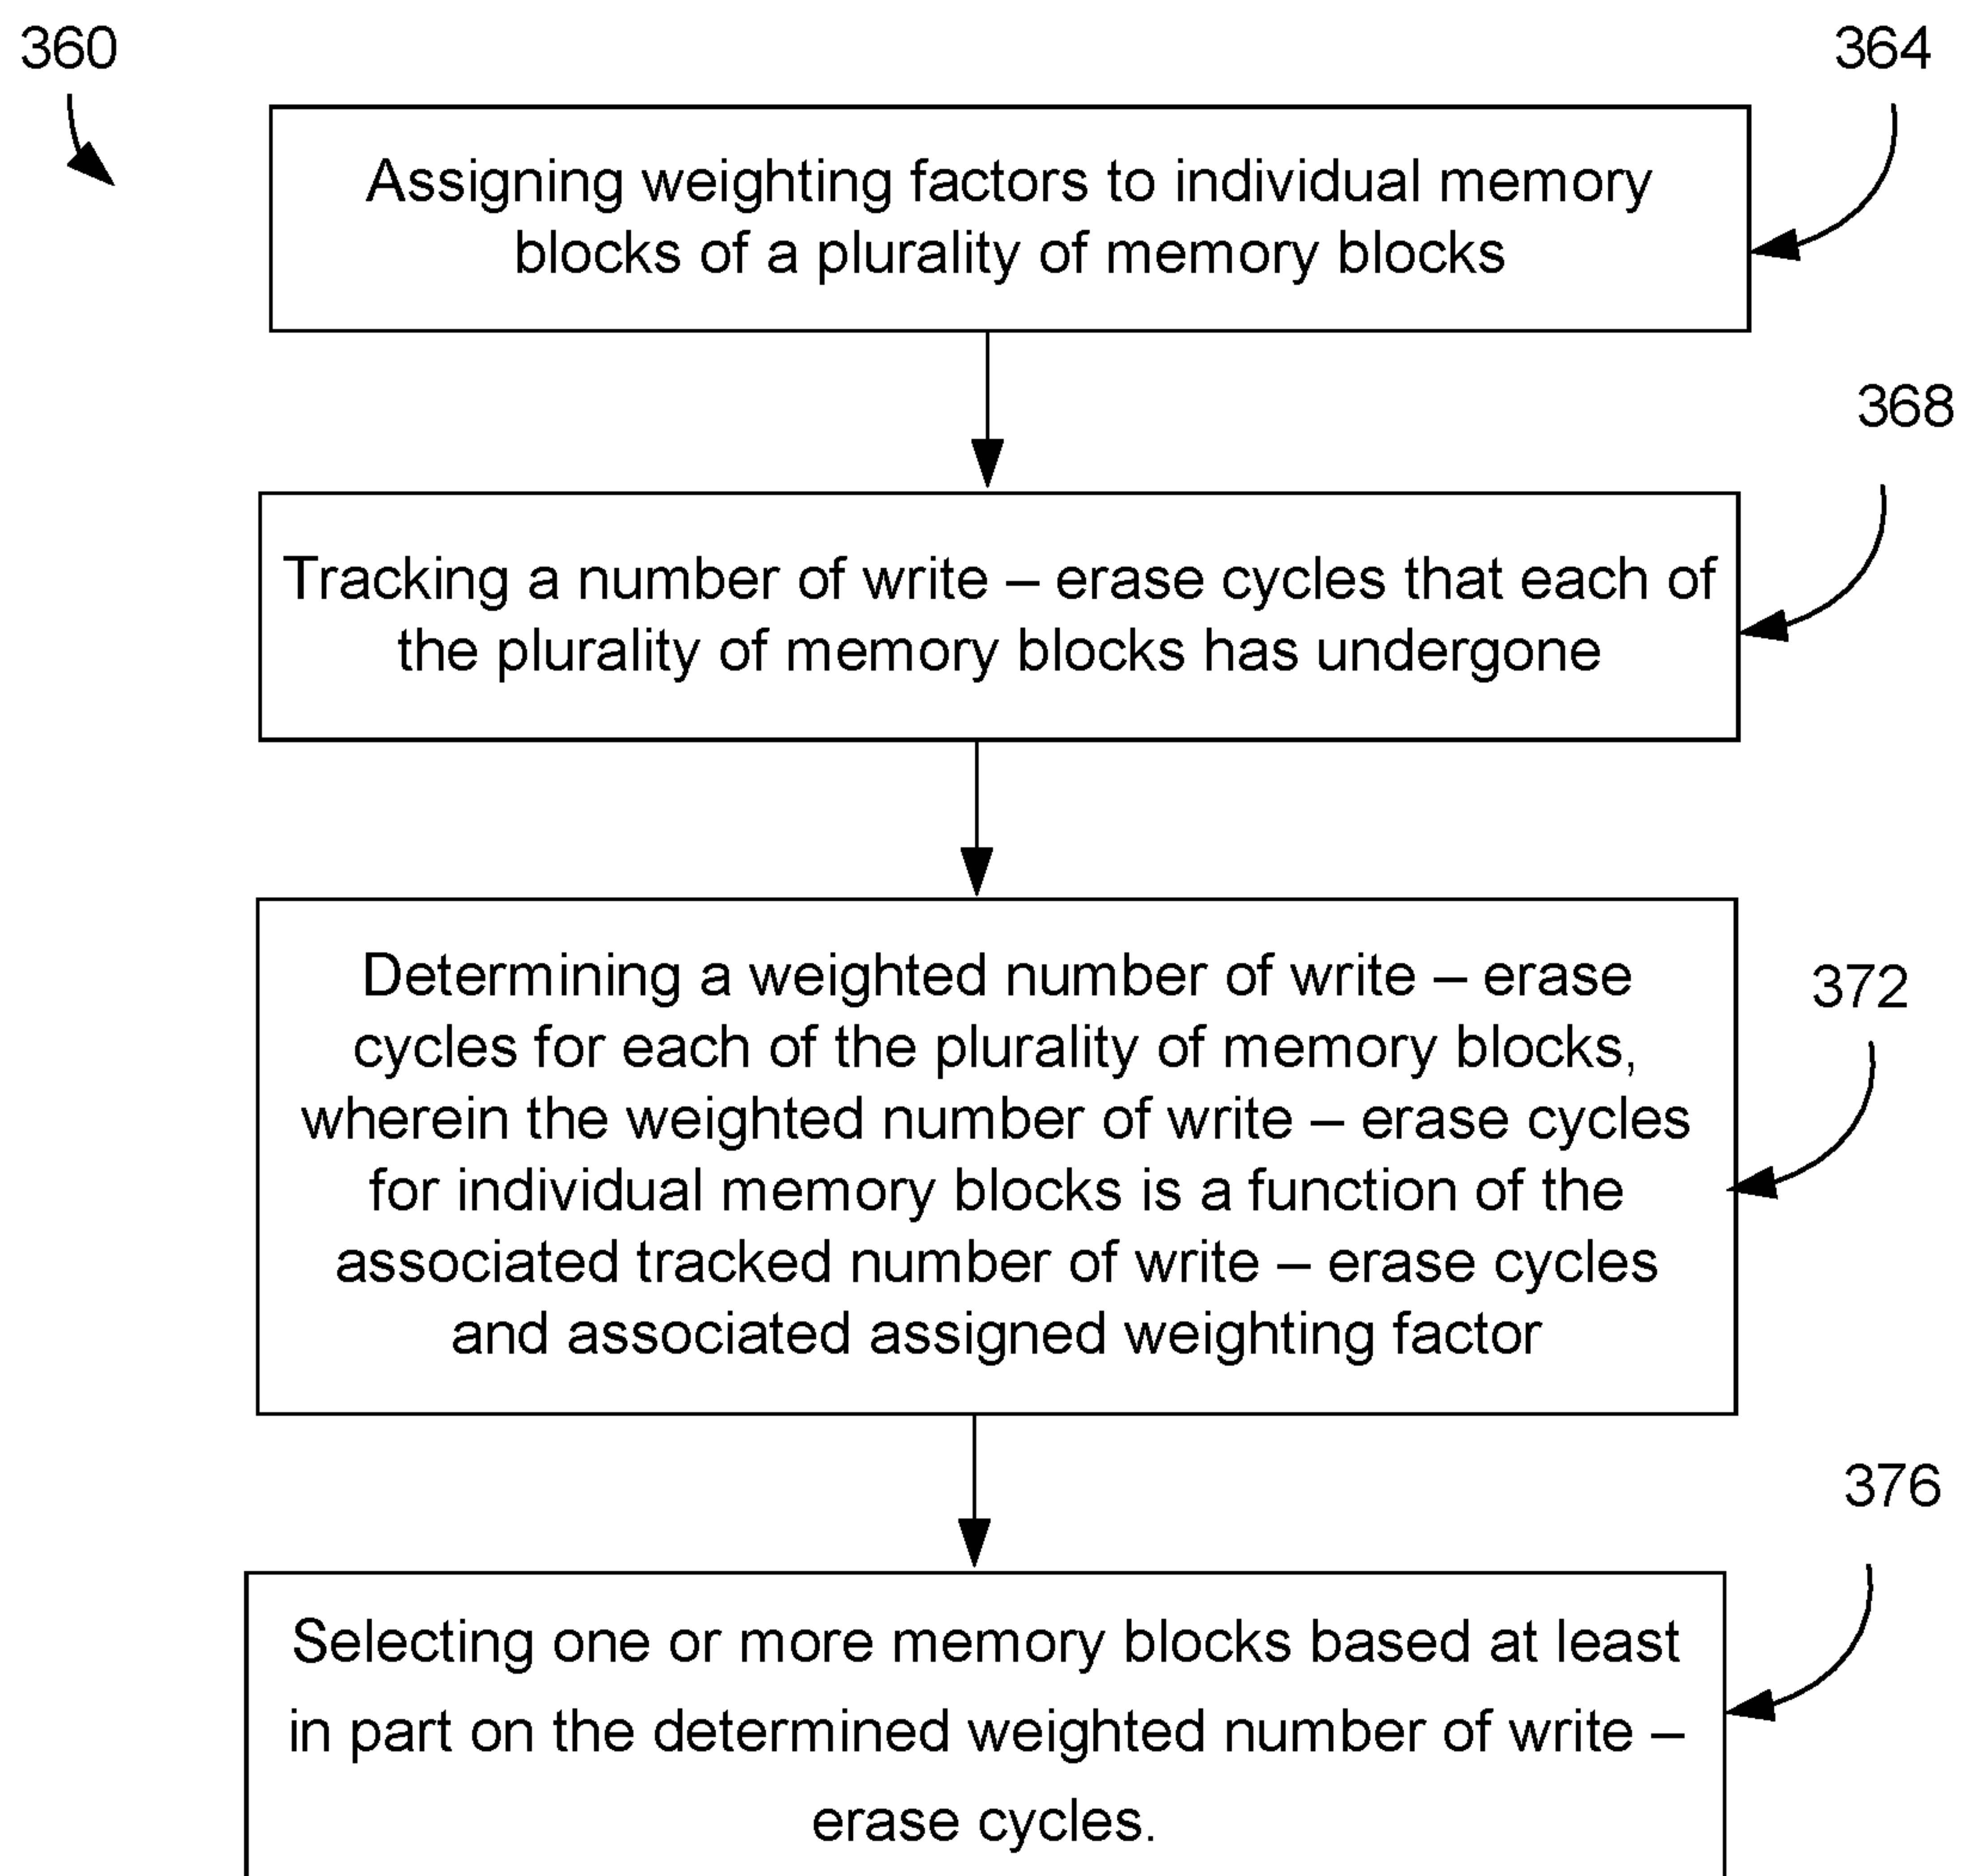 360
364
Assigning weighting factors to individual memory
blocks of a plurality of memory blocks
368
Tracking a number of write – erase cycles that each of
the plurality of memory blocks has undergone
372
Determining a weighted number of write – erase
cycles for each of the plurality of memory blocks,
wherein the weighted number of write – erase cycles
for individual memory blocks is a function of the
associated tracked number of write – erase cycles
and associated assigned weighting factor
376
Selecting one or more memory blocks based at least
in part on the determined weighted number of write –
erase cycles.